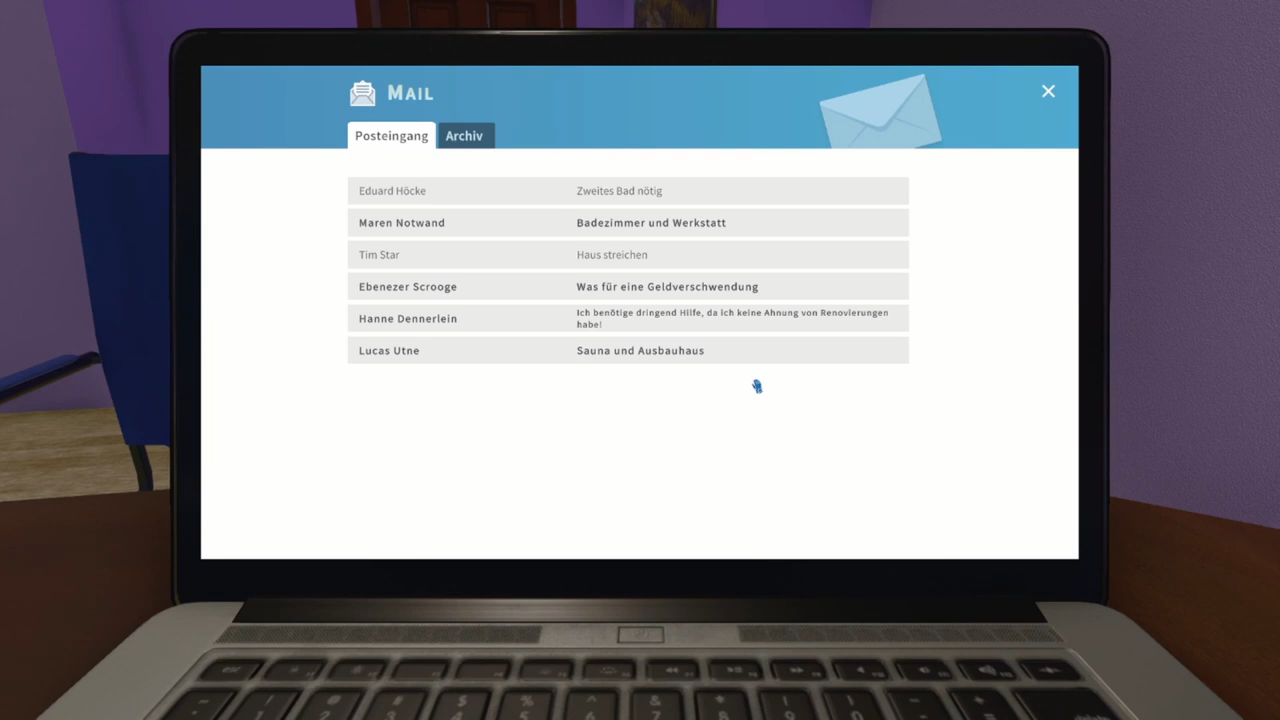 Mail
Posteingang Archiv
Eduard Höcke Zweites Bad nötig
Maren Notwand Badezimmer und Werkstatt
Tim Star Haus streichen
Ebenezer Scrooge Was für eine Geldverschwendung
Hanne Dennerlein Ich benötige dringend Hilfe, da ich keine Ahnung von Renovierungen
habe!
Lucas Utne Sauna und Ausbauhaus
esc